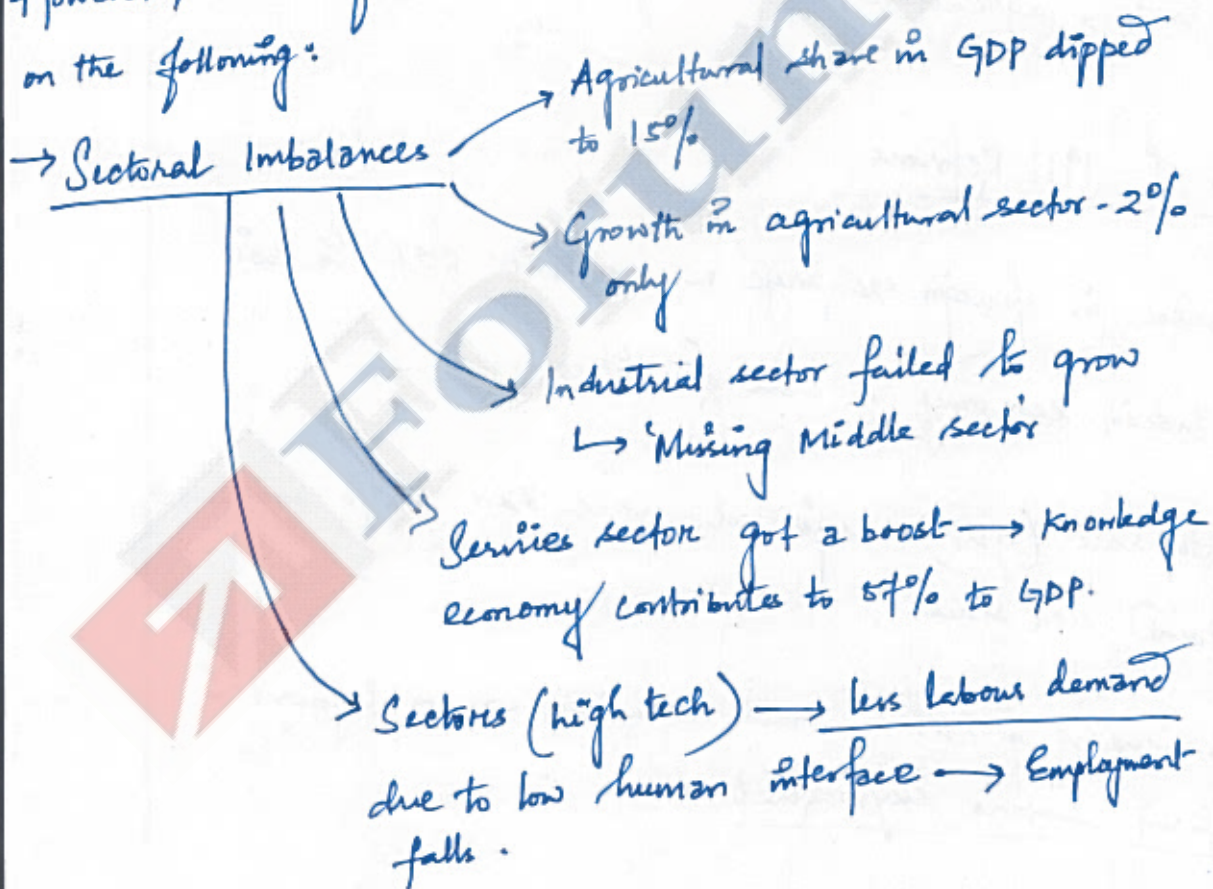 on the following:
→ Sectoral Imbalances
→ Agricultural share in GDP dipped
to 15%
→ Growth in agricultural sector - 2%
only
→ Industrial sector failed to grow
↳ 'Missing Middle sector'
→ Services sector got a boost → Knowledge
economy contributes to 57% to GDP.
→ Sectores (high tech) → less labour demand
due to low human interface → Employment
falls.
Forum